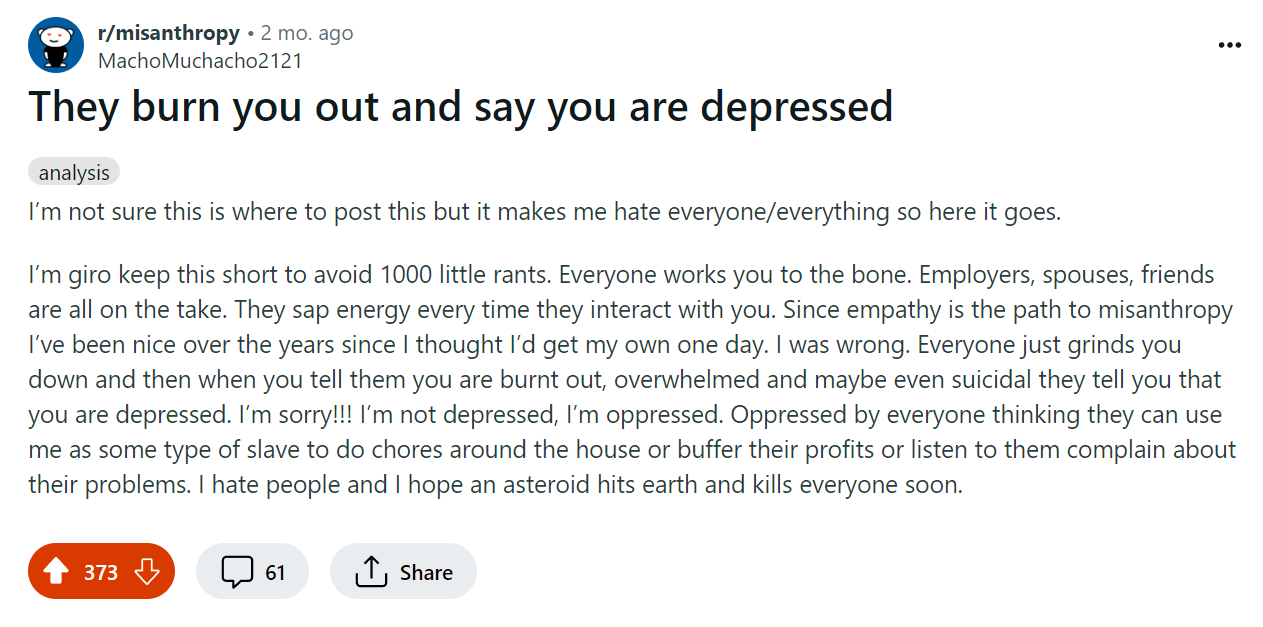 r/misanthropy • 2 mo. ago
MachoMuchacho2121
They burn you out and say you are depressed
analysis
I’m not sure this is where to post this but it makes me hate everyone/everything so here it goes.
I’m giro keep this short to avoid 1000 little rants. Everyone works you to the bone. Employers, spouses, friends
are all on the take. They sap energy every time they interact with you. Since empathy is the path to misanthropy
I’ve been nice over the years since I thought I’d get my own one day. I was wrong. Everyone just grinds you
down and then when you tell them you are burnt out, overwhelmed and maybe even suicidal they tell you that
you are depressed. I’m sorry!!! I’m not depressed, I’m oppressed. Oppressed by everyone thinking they can use
me as some type of slave to do chores around the house or buffer their profits or listen to them complain about
their problems. I hate people and I hope an asteroid hits earth and kills everyone soon.
373 61 Share